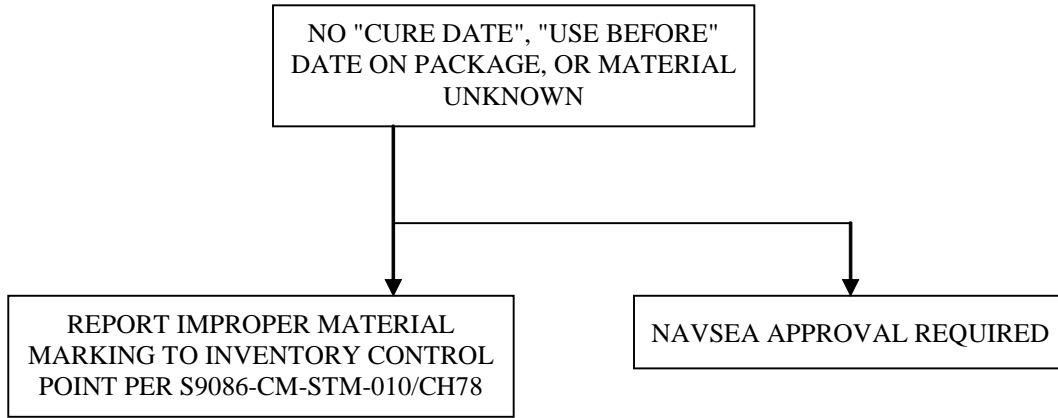 NO "CURE DATE", "USE BEFORE"
DATE ON PACKAGE, OR MATERIAL
UNKNOWN
REPORT IMPROPER MATERIAL
MARKING TO INVENTORY CONTROL
POINT PER S9086-CM-STM-010/CH78
NAVSEA APPROVAL REQUIRED